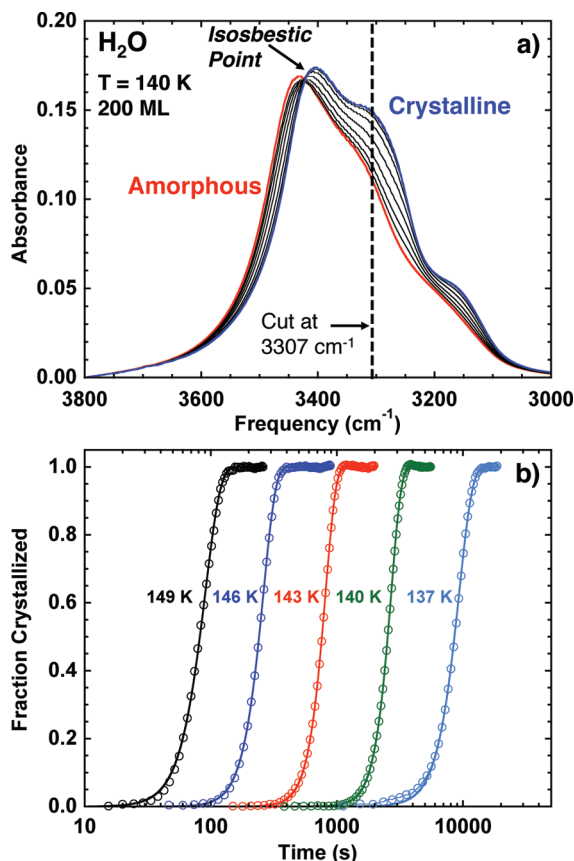 H₂O
T = 140 K
200 ML
Isosbestic
Point
a)
Crystalline
Amorphous
Cut at
3307 cm⁻¹
Absorbance
0.20
0.15
0.10
0.05
0.00
3800 3600 3400 3200 3000
Frequency (cm⁻¹)
b)
149 K 146 K 143 K 140 K 137 K
Fraction Crystallized
1.0
0.8
0.6
0.4
0.2
0.0
10 100 1000 10000
Time (s)